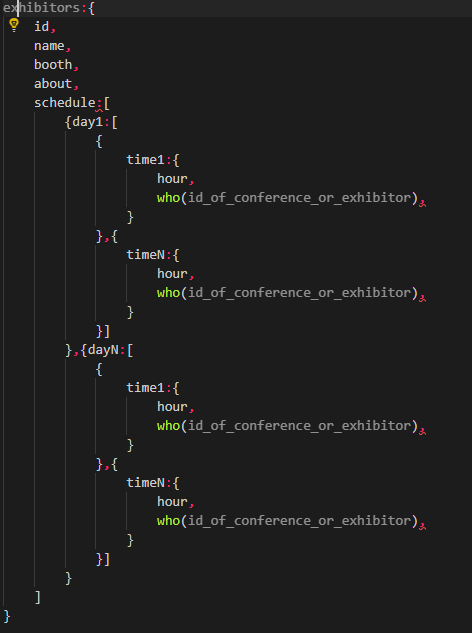 exhibitors:{
    id,
    name,
    booth,
    about,
    schedule:[
        {day1:[
            {
                time1:{
                    hour,
                    who(id_of_conference_or_exhibitor),
                }
            },{
                timeN:{
                    hour,
                    who(id_of_conference_or_exhibitor),
                }
            }]
        },{dayN:[
            {
                time1:{
                    hour,
                    who(id_of_conference_or_exhibitor),
                }
            },{
                timeN:{
                    hour,
                    who(id_of_conference_or_exhibitor),
                }
            }]
        }
    ]
}